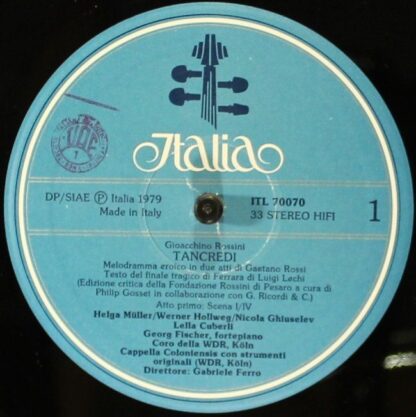 Italia
DP/SIAE Ⓟ Italia 1979
Made in Italy
ITL 70070
33 STEREO HIFI
1
Gioacchino Rossini
TANCREDI
Melodramma eroico in due atti di Gaetano Rossi
Testo del finale tragico di Ferrara di Luigi Lechi
(Edizione critica della Fondazione Rossini di Pesaro a cura di
Philip Gosset in collaborazione con G. Ricordi & C.)
Atto primo: Scena I/IV
Helga Müller/Werner Hollweg/Nicola Ghiuselev
Lella Cuberli
Georg Fischer, fortepiano
Coro della WDR, Köln
Cappella Coloniensis con strumenti
originali (WDR, Köln)
Direttore: Gabriele Ferro